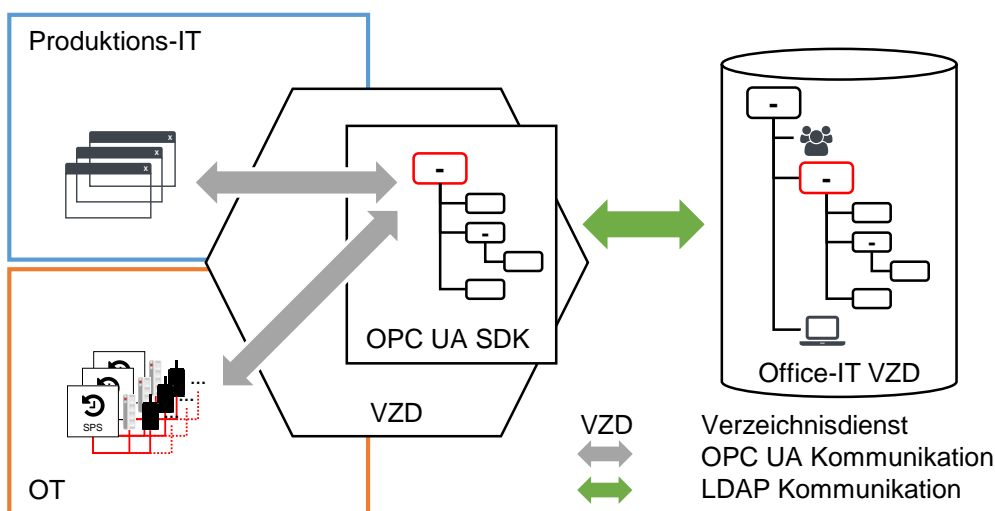 Produktions-IT
x
x
x
-
-
OPC UA SDK
VZD
-
-
-
Office-IT VZD
...
...
...
SPS
OT
VZD Verzeichnisdienst
OPC UA Kommunikation
LDAP Kommunikation